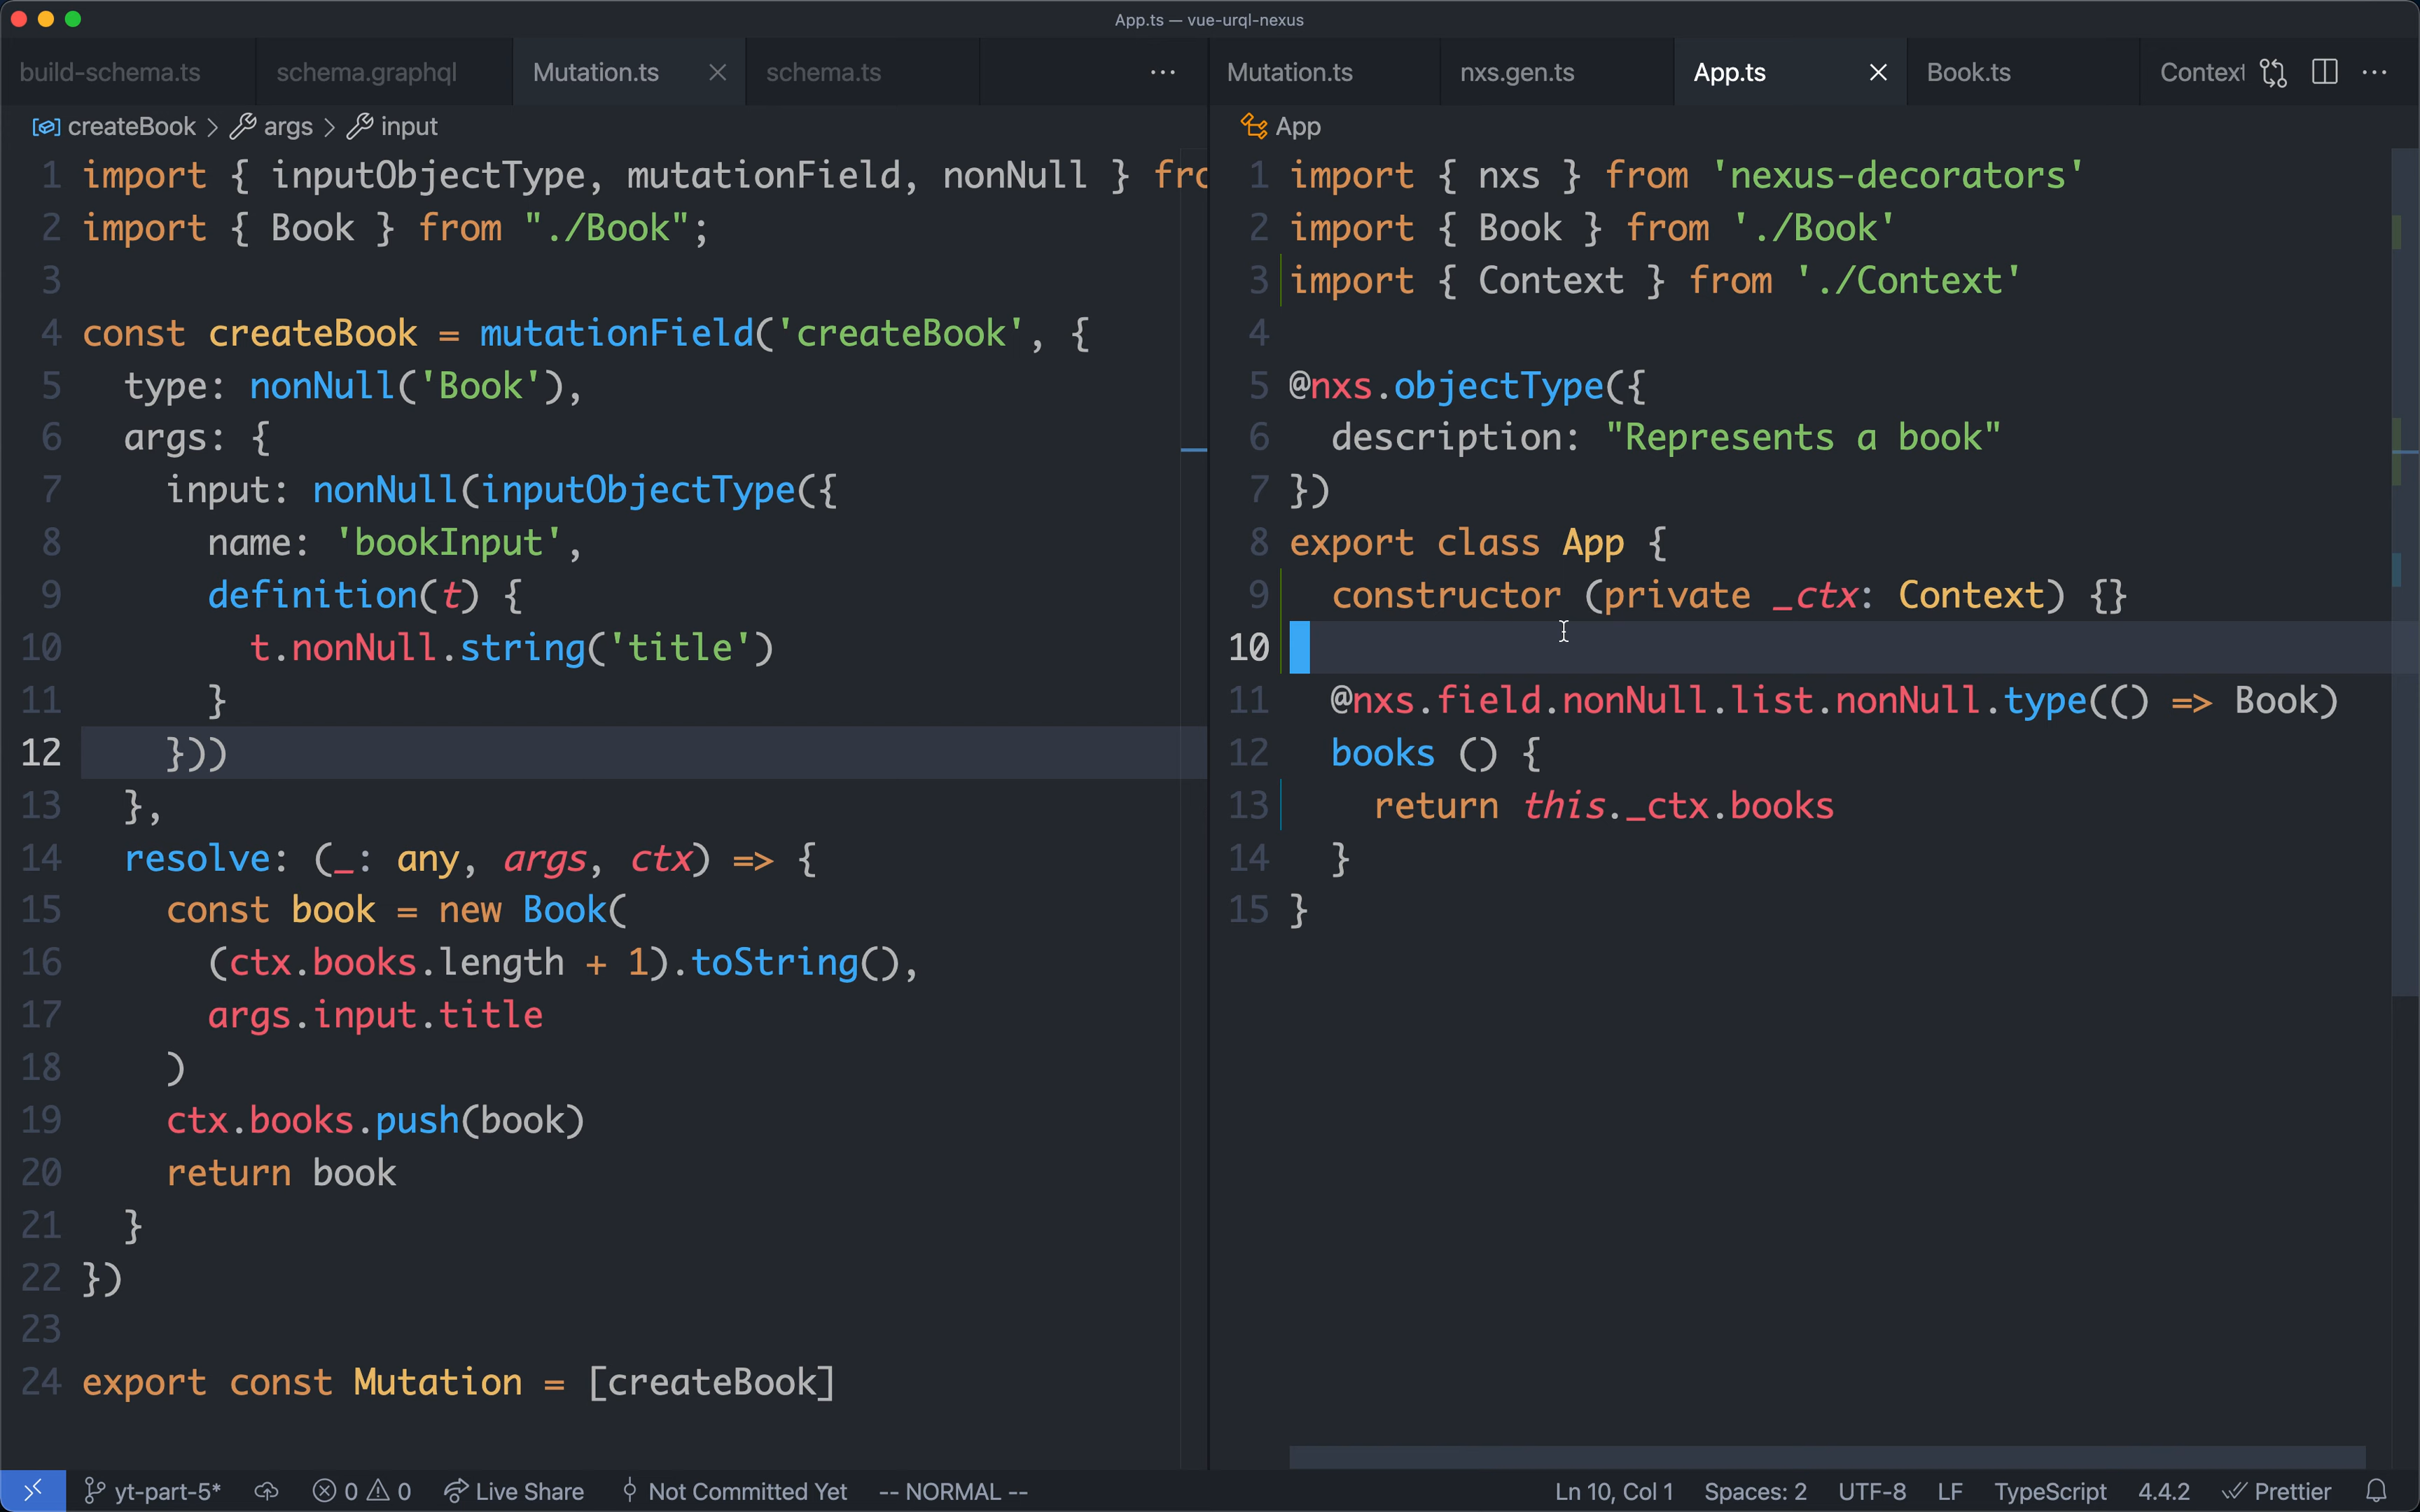 App.ts — vue-urql-nexus
build-schema.ts schema.graphql Mutation.ts schema.ts
createBook > args > input
1 import { inputObjectType, mutationField, nonNull } fro
2 import { Book } from "./Book";
3
4 const createBook = mutationField('createBook', {
5   type: nonNull('Book'),
6   args: {
7     input: nonNull(inputObjectType({
8       name: 'bookInput',
9       definition(t) {
10         t.nonNull.string('title')
11       }
12     }))
13   },
14   resolve: (_: any, args, ctx) => {
15     const book = new Book(
16       (ctx.books.length + 1).toString(),
17       args.input.title
18     )
19     ctx.books.push(book)
20     return book
21   }
22 })
23
24 export const Mutation = [createBook]
Mutation.ts nxs.gen.ts App.ts Book.ts Context
App
1 import { nxs } from 'nexus-decorators'
2 import { Book } from './Book'
3 import { Context } from './Context'
4
5 @nxs.objectType({
6   description: "Represents a book"
7 })
8 export class App {
9   constructor (private _ctx: Context) {}
10
11   @nxs.field.nonNull.list.nonNull.type(() => Book)
12   books () {
13     return this._ctx.books
14   }
15 }
yt-part-5* 0 0 Live Share Not Committed Yet -- NORMAL -- Ln 10, Col 1 Spaces: 2 UTF-8 LF TypeScript 4.4.2 Prettier